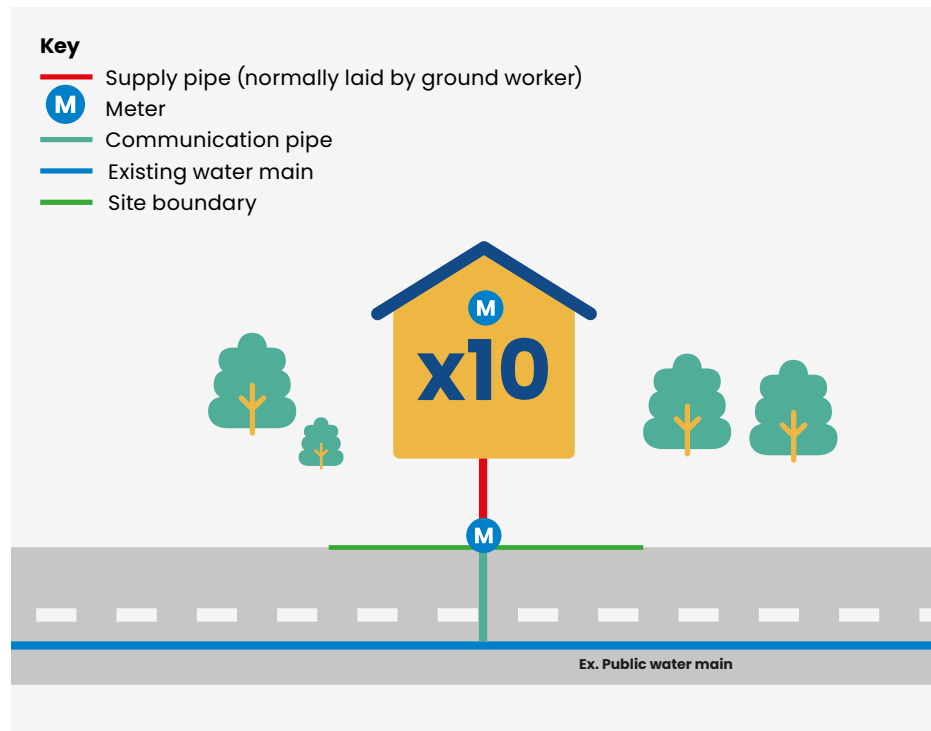 Key
Supply pipe (normally laid by ground worker)
M
Meter
Communication pipe
Existing water main
Site boundary
M
x10
M
Ex. Public water main